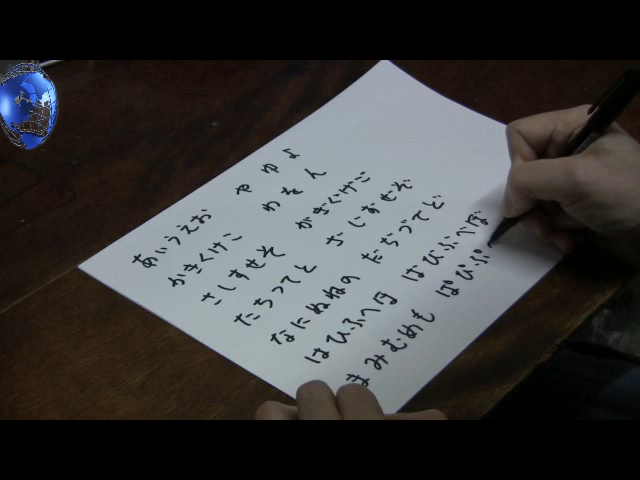 あいうえお やゆよ
かきくけこ わをん
さしすせそ がぎぐげご
たちつてと ざじずぜぞ
なにぬねの だぢづでど
はひふへほ ばびぶべぼ
まみむめも ぱぴぷ